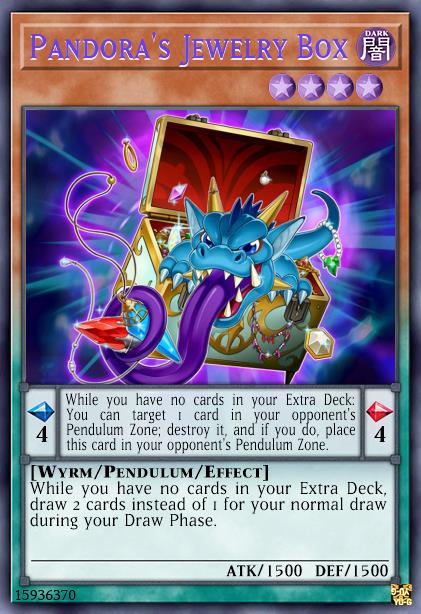 Pandora's Jewelry Box
DARK
闇
While you have no cards in your Extra Deck:
You can target 1 card in your opponent's
Pendulum Zone; destroy it, and if you do, place
this card in your opponent's Pendulum Zone.
4
4
[Wyrm/Pendulum/Effect]
While you have no cards in your Extra Deck,
draw 2 cards instead of 1 for your normal draw
during your Draw Phase.
ATK/1500 DEF/1500
15936370